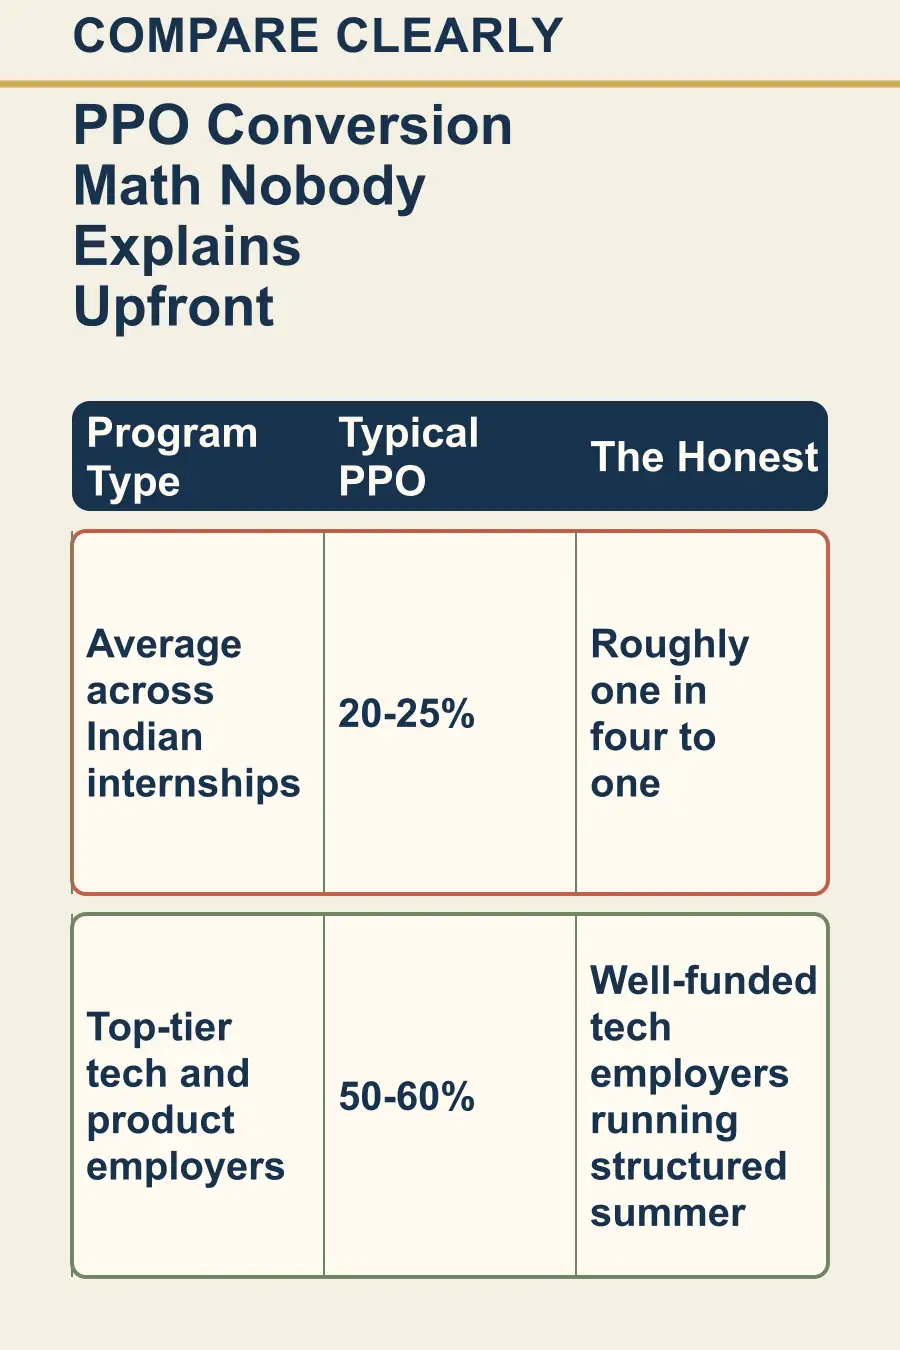 COMPARE CLEARLY
PPO Conversion
Math Nobody
Explains
Upfront
Program
Type
Typical
PPO
The Honest
Average
across
Indian
internships
20-25%
Roughly
one in
four to
one
Top-tier
tech and
product
employers
50-60%
Well-funded
tech
employers
running
structured
summer